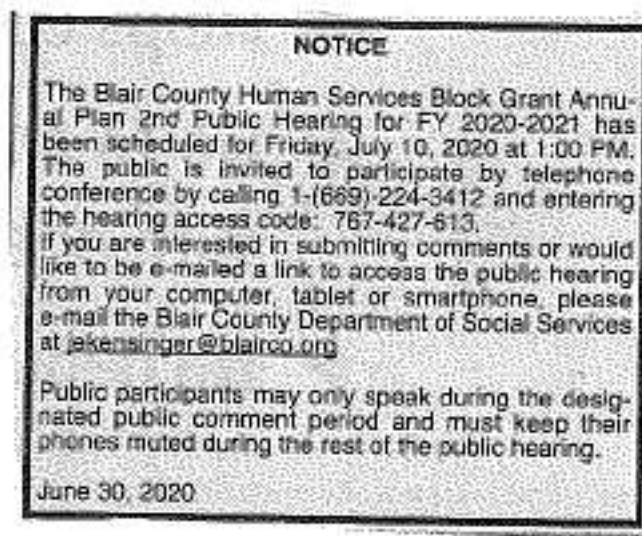 NOTICE
The Blair County Human Services Block Grant Annu-
al Plan 2nd Public Hearing for FY 2020-2021 has
been scheduled for Friday, July 10, 2020 at 1:00 PM.
The public is invited to participate by telephone
conference by calling 1-(669)-224-3412 and entering
the hearing access code: 767-427-613.
If you are interested in submitting comments or would
like to be e-mailed a link to access the public hearing
from your computer, tablet or smartphone, please
e-mail the Blair County Department of Social Services
at jekensinger@blairco.org
Public participants may only speak during the desig-
nated public comment period and must keep their
phones muted during the rest of the public hearing.
June 30, 2020